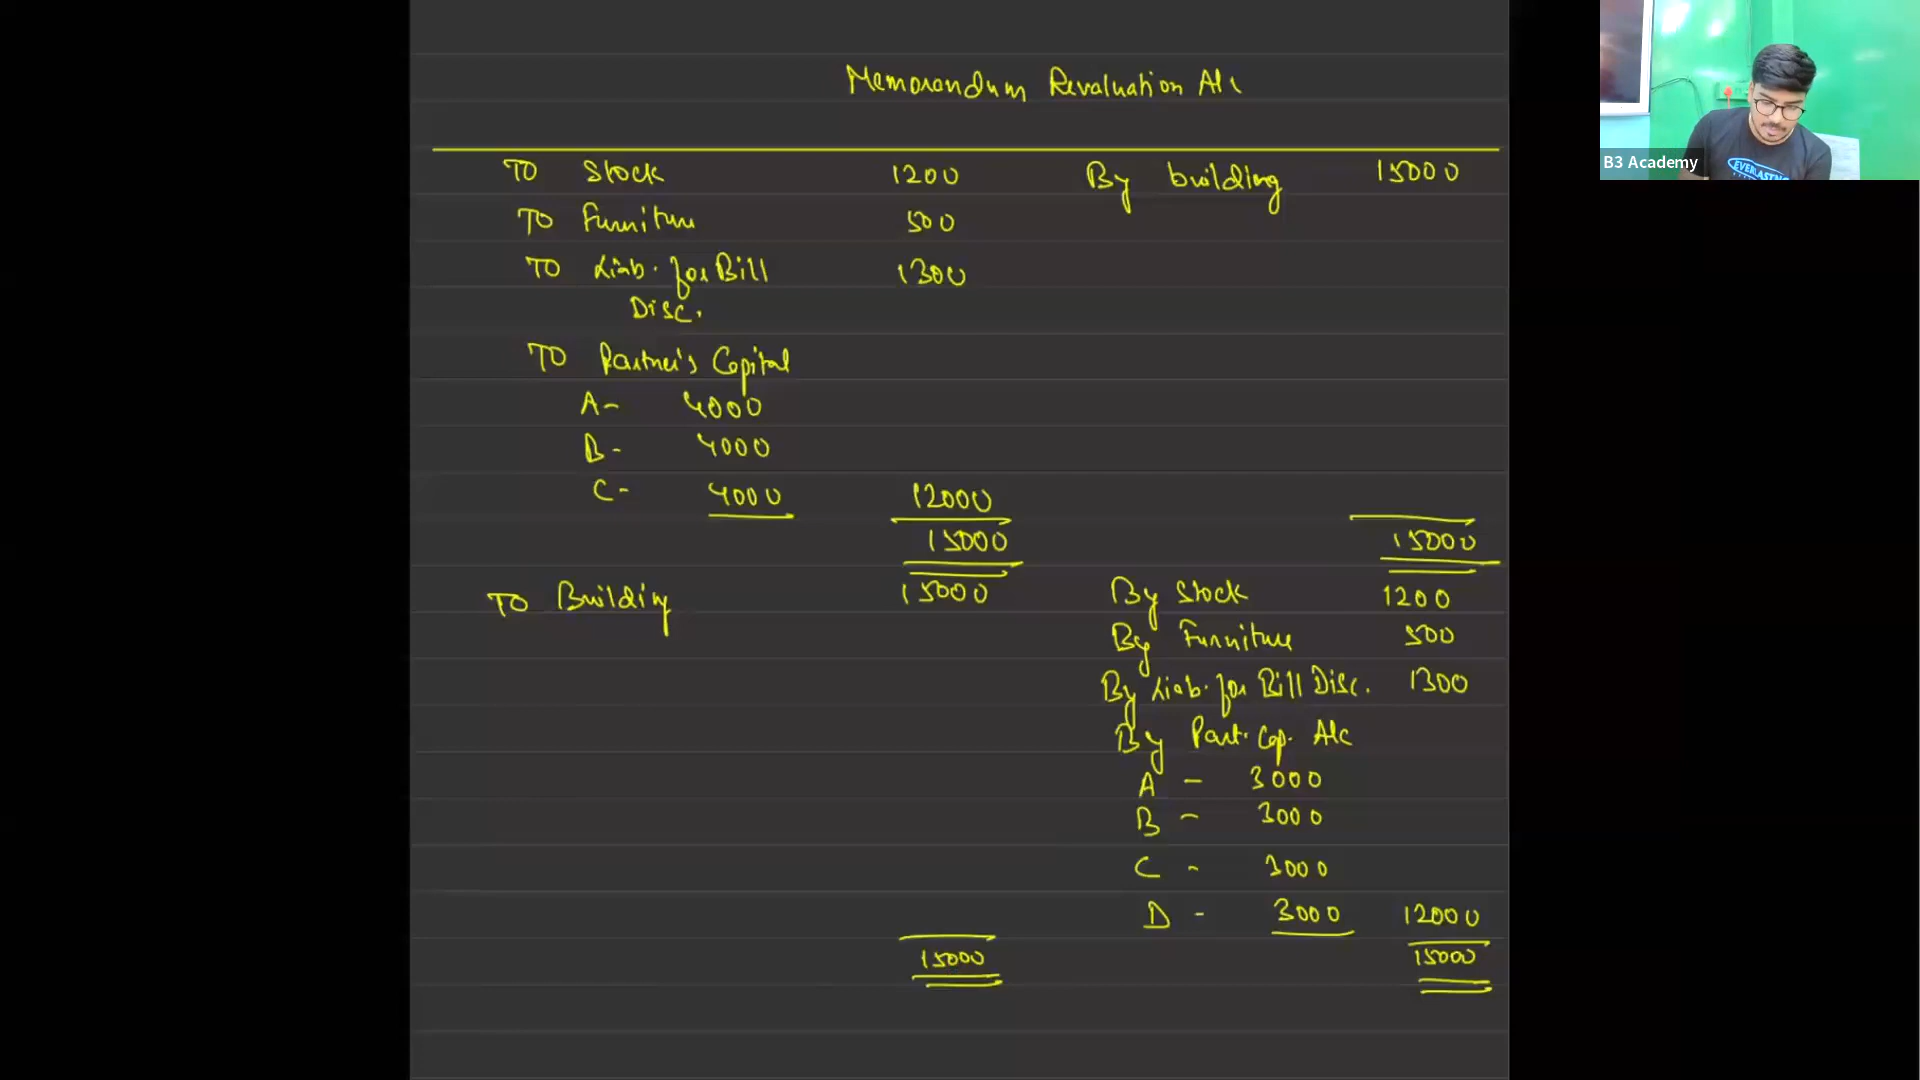 Memorandum Revaluation A/c
To Stock 1200 By building 15000
To Furniture 500
To Liab. for Bill 1300
Disc.
To Partner's Capital
A- 4000
B- 4000
C- 4000 12000
15000 15000
To Building 15000 By Stock 1200
By Furniture 500
By Liab. for Bill Disc. 1300
By Part. Cap. A/c
A - 3000
B - 3000
C - 3000
D - 3000 12000
15000 15000
B3 Academy
EVERLAST